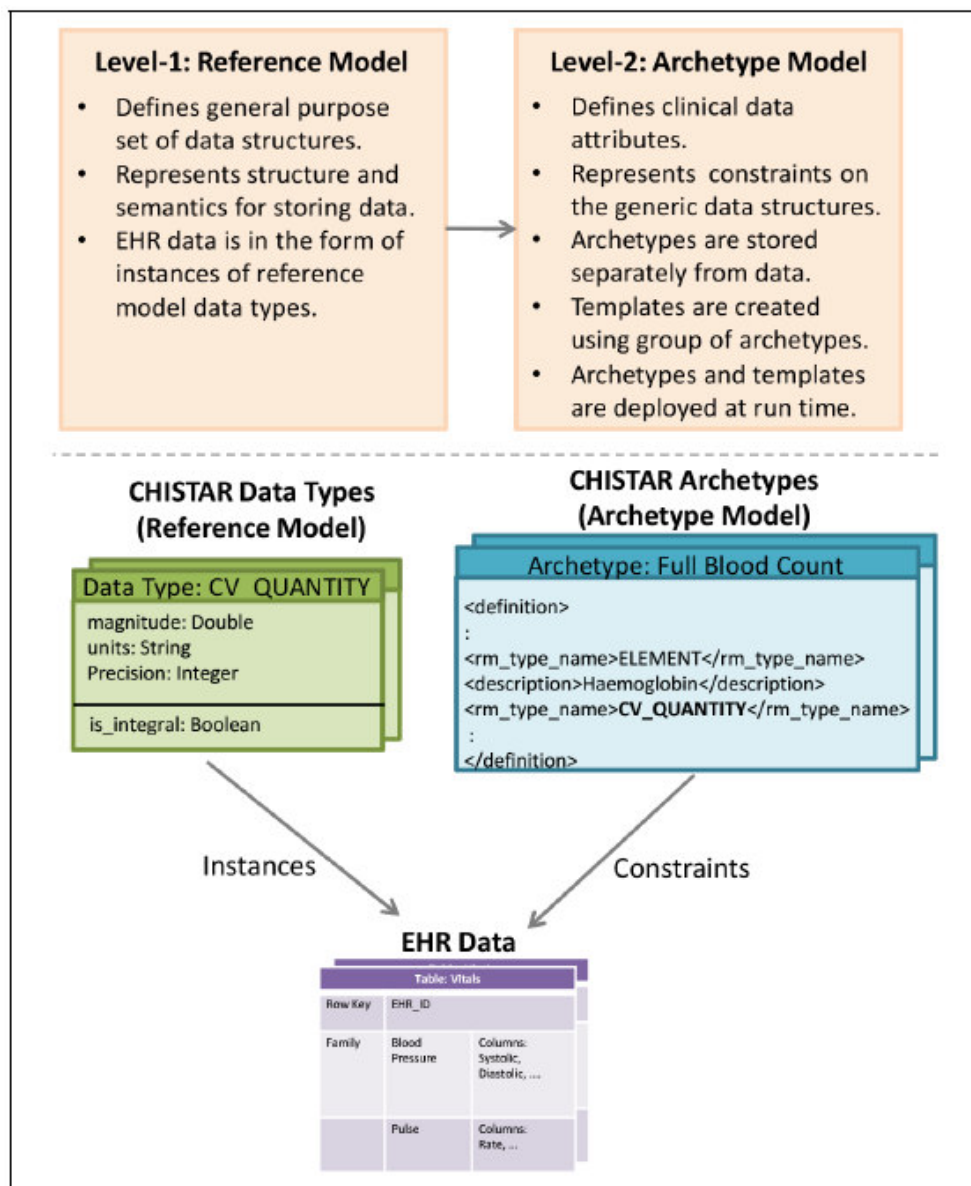 Level-1: Reference Model
• Defines general purpose
set of data structures.
• Represents structure and
semantics for storing data.
• EHR data is in the form of
instances of reference
model data types.
Level-2: Archetype Model
• Defines clinical data
attributes.
• Represents constraints on
the generic data structures.
• Archetypes are stored
separately from data.
• Templates are created
using group of archetypes.
• Archetypes and templates
are deployed at run time.
CHISTAR Data Types
(Reference Model)
Data Type: CV_QUANTITY
magnitude: Double
units: String
Precision: Integer
is_integral: Boolean
CHISTAR Archetypes
(Archetype Model)
Archetype: Full Blood Count
<definition>
:
<rm_type_name>ELEMENT</rm_type_name>
<description>Haemoglobin</description>
<rm_type_name>CV_QUANTITY</rm_type_name>
:
</definition>
Instances
Constraints
EHR Data
Table: Vitals
Row Key EHR_ID
Family Blood Columns:
Pressure Systolic,
Diastolic, ....
Pulse Columns:
Rate, ...